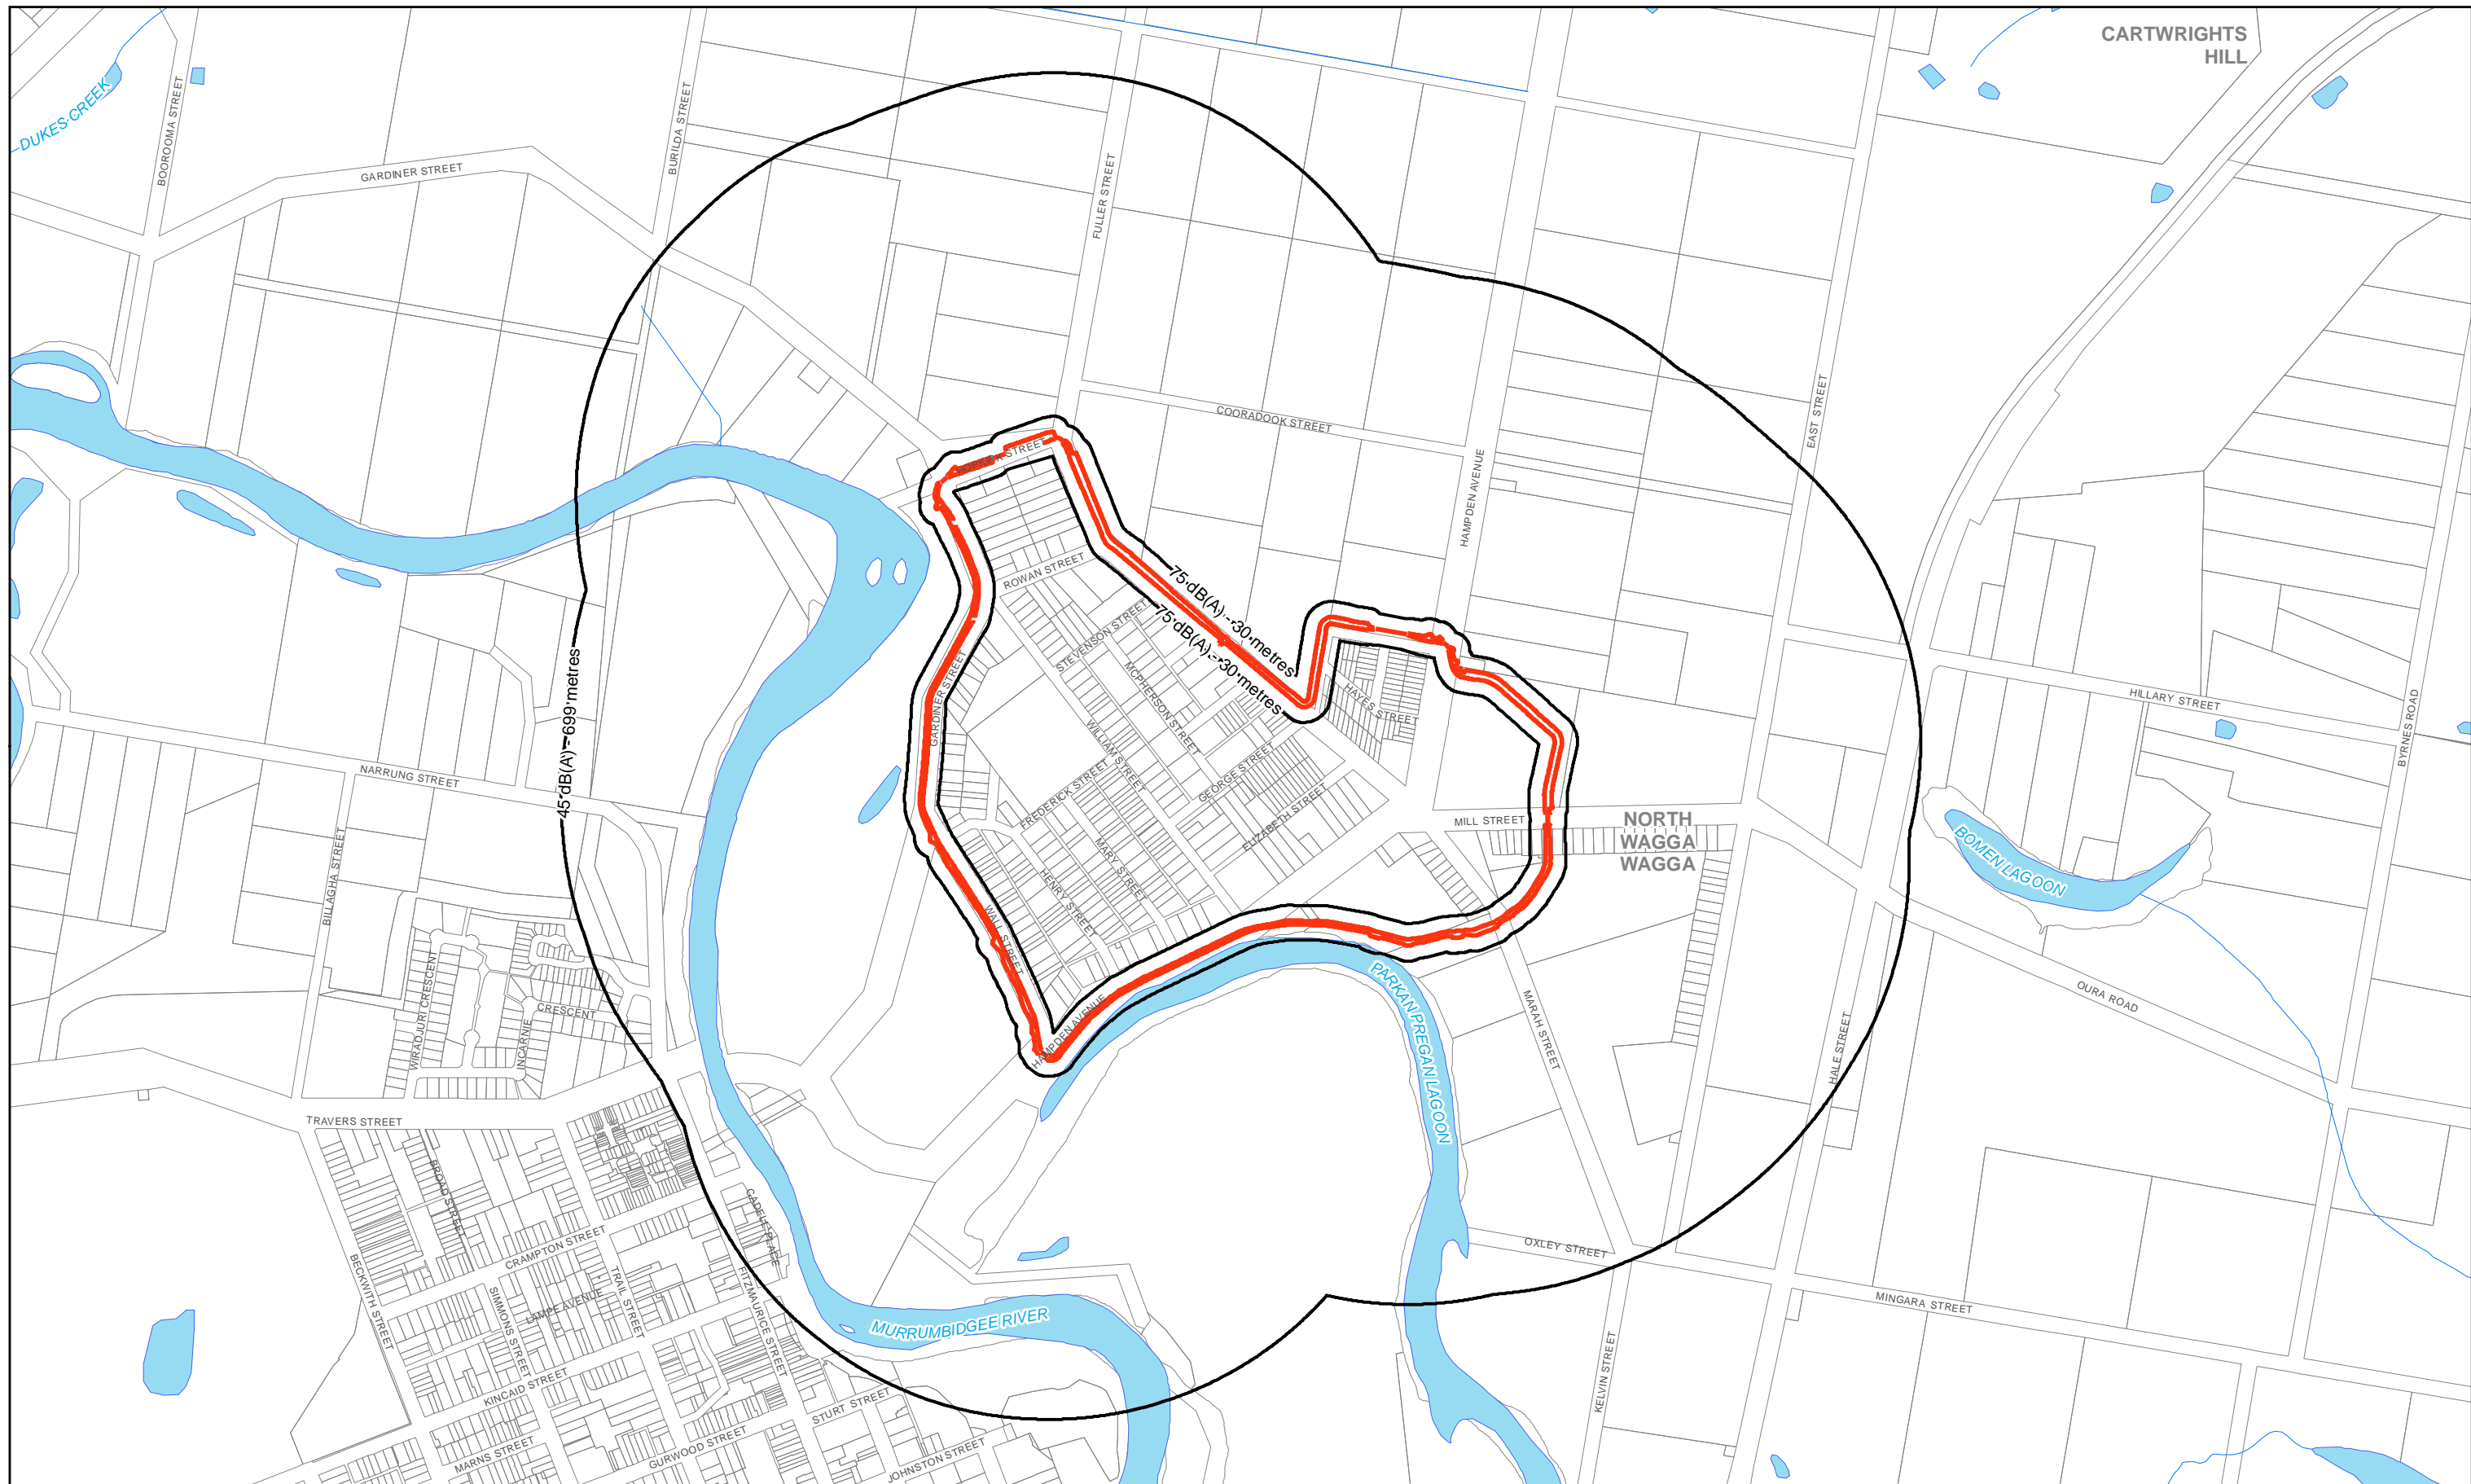 CARTWRIGHTS
HILL
DUKES CREEK
BOOROOMA STREET
GARDINER STREET
BURILDA STREET
FULLER STREET
COORADOOK STREET
HAMPDEN AVENUE
EAST STREET
HOPKICK STREET
ROWAN STREET
75 dB(A) - 30 metres
75 dB(A) - 30 metres
STEVENSON STREET
MCPHERSON STREET
GARDINER STREET
WILLIAM STREET
HAYES STREET
45 dB(A) - 699 metres
HILLARY STREET
BYRNES ROAD
NARRUNG STREET
FREDERICK STREET
GEORGE STREET
ELIZABETH STREET
MILL STREET
NORTH
WAGGA
WAGGA
BOMEN LAGOON
BILLAGHA STREET
MARY STREET
HENRY STREET
WALL STREET
HAMPDEN AVENUE
PARKAN PREGAN LAGOON
MARAH STREET
OURA ROAD
HALE STREET
WIRADJURI CRESCENT
INCARNIE
CRESCENT
TRAVERS STREET
BROAD STREET
CADELL PLACE
CRAMPTON STREET
BECKWITH STREET
SIMMONS STREET
LAMPE AVENUE
TRAIL STREET
FITZMAURICE STREET
MURRUMBIDGEE RIVER
OXLEY STREET
MINGARA STREET
KELVIN STREET
KINCAID STREET
STURT STREET
MARNS STREET
GURWOOD STREET
JOHNSTON STREET